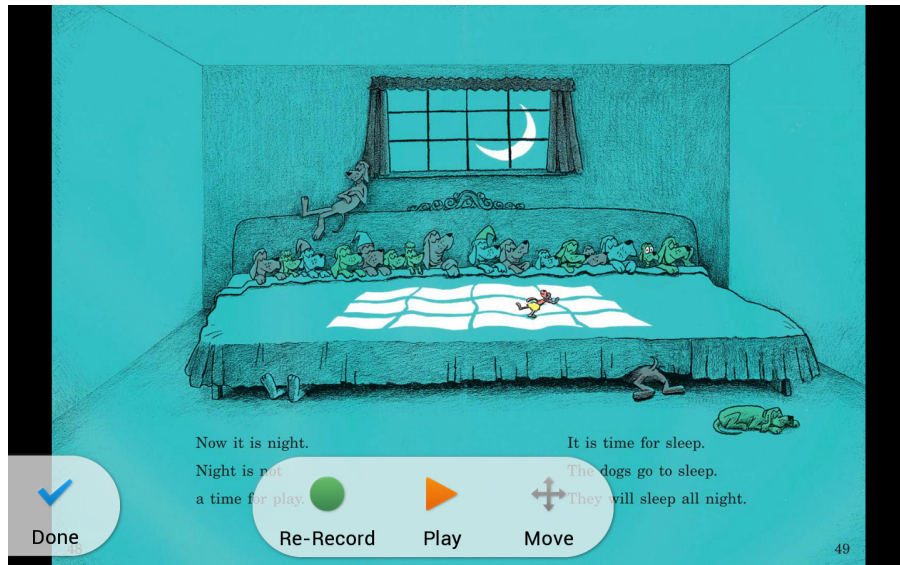 Now it is night.
Night is not
a time for play.
It is time for sleep.
The dogs go to sleep.
They will sleep all night.
Done
Re-Record
Play
Move
48
49